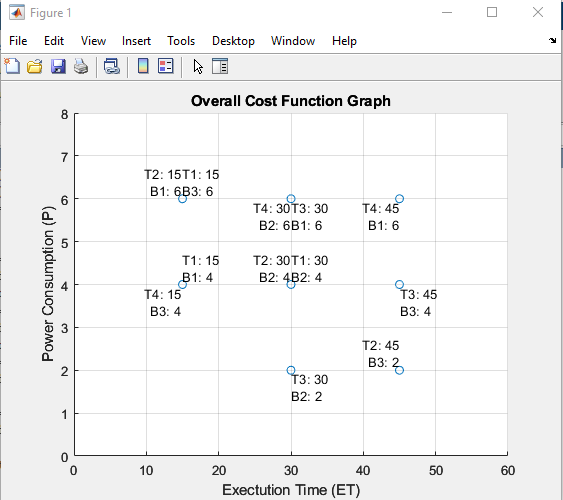 Figure 1
File Edit View Insert Tools Desktop Window Help
Overall Cost Function Graph
8
7
T2: 15T1: 15
B1: 6B3: 6
6
T4: 30T3: 30
B2: 6B1: 6
T4: 45
B1: 6
5
T1: 15
B1: 4
T2: 30T1: 30
B2: 4B2: 4
4
T4: 15
B3: 4
T3: 45
B3: 4
3
T2: 45
B3: 2
2
T3: 30
B2: 2
1
0
Power Consumption (P)
0 10 20 30 40 50 60
Exectution Time (ET)